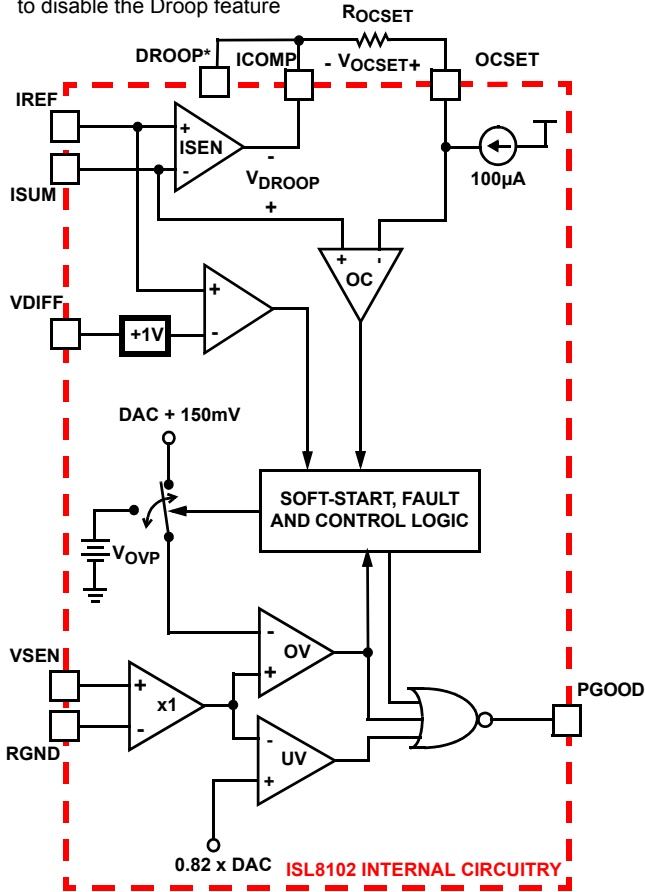 to disable the Droop feature
ROCSET
DROOP*
ICOMP
- VOCSET+
OCSET
IREF
+
ISEN
-
100µA
ISUM
-
VDROOP
+
+
-
OC
VDIFF
+
+1V
-
DAC + 150mV
SOFT-START, FAULT
AND CONTROL LOGIC
VOVP
-
OV
+
VSEN
+
x1
-
RGND
PGOOD
-
UV
+
0.82 x DAC
ISL8102 INTERNAL CIRCUITRY